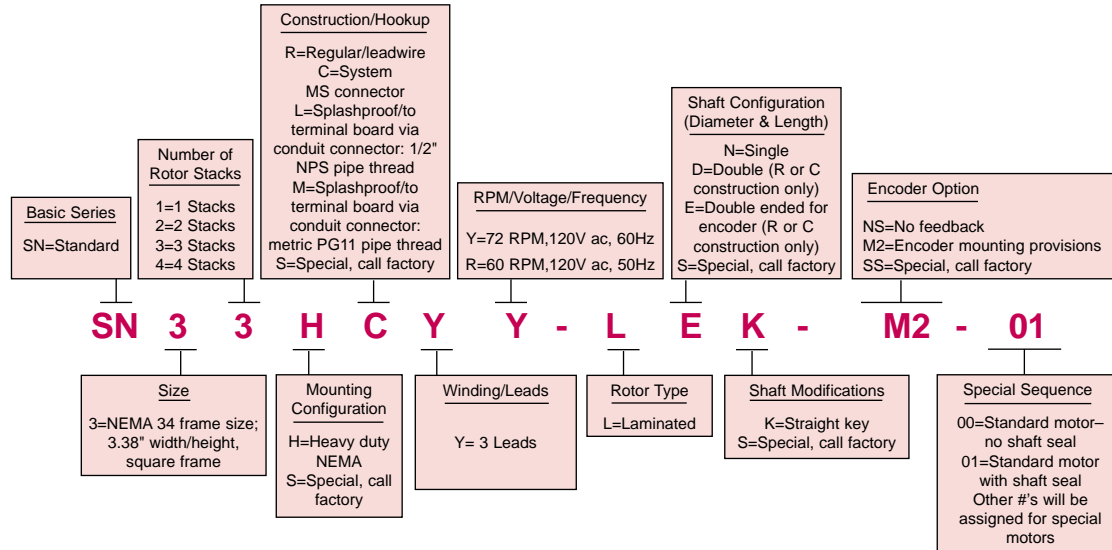 Construction/Hookup
R=Regular/leadwire
C=System
MS connector
L=Splashproof/to
terminal board via
conduit connector: 1/2"
NPS pipe thread
M=Splashproof/to
terminal board via
conduit connector:
metric PG11 pipe thread
S=Special, call factory
Shaft Configuration
(Diameter & Length)
N=Single
D=Double (R or C
construction only)
E=Double ended for
encoder (R or C
construction only)
S=Special, call factory
Number of
Rotor Stacks
1=1 Stacks
2=2 Stacks
3=3 Stacks
4=4 Stacks
RPM/Voltage/Frequency
Y=72 RPM,120V ac, 60Hz
R=60 RPM,120V ac, 50Hz
Encoder Option
NS=No feedback
M2=Encoder mounting provisions
SS=Special, call factory
Basic Series
SN=Standard
SN 3 3 H C Y Y - L E K - M2 - 01
Size
3=NEMA 34 frame size;
3.38" width/height,
square frame
Mounting
Configuration
H=Heavy duty
NEMA
S=Special, call
factory
Winding/Leads
Y= 3 Leads
Rotor Type
L=Laminated
Shaft Modifications
K=Straight key
S=Special, call factory
Special Sequence
00=Standard motor–
no shaft seal
01=Standard motor
with shaft seal
Other #'s will be
assigned for special
motors